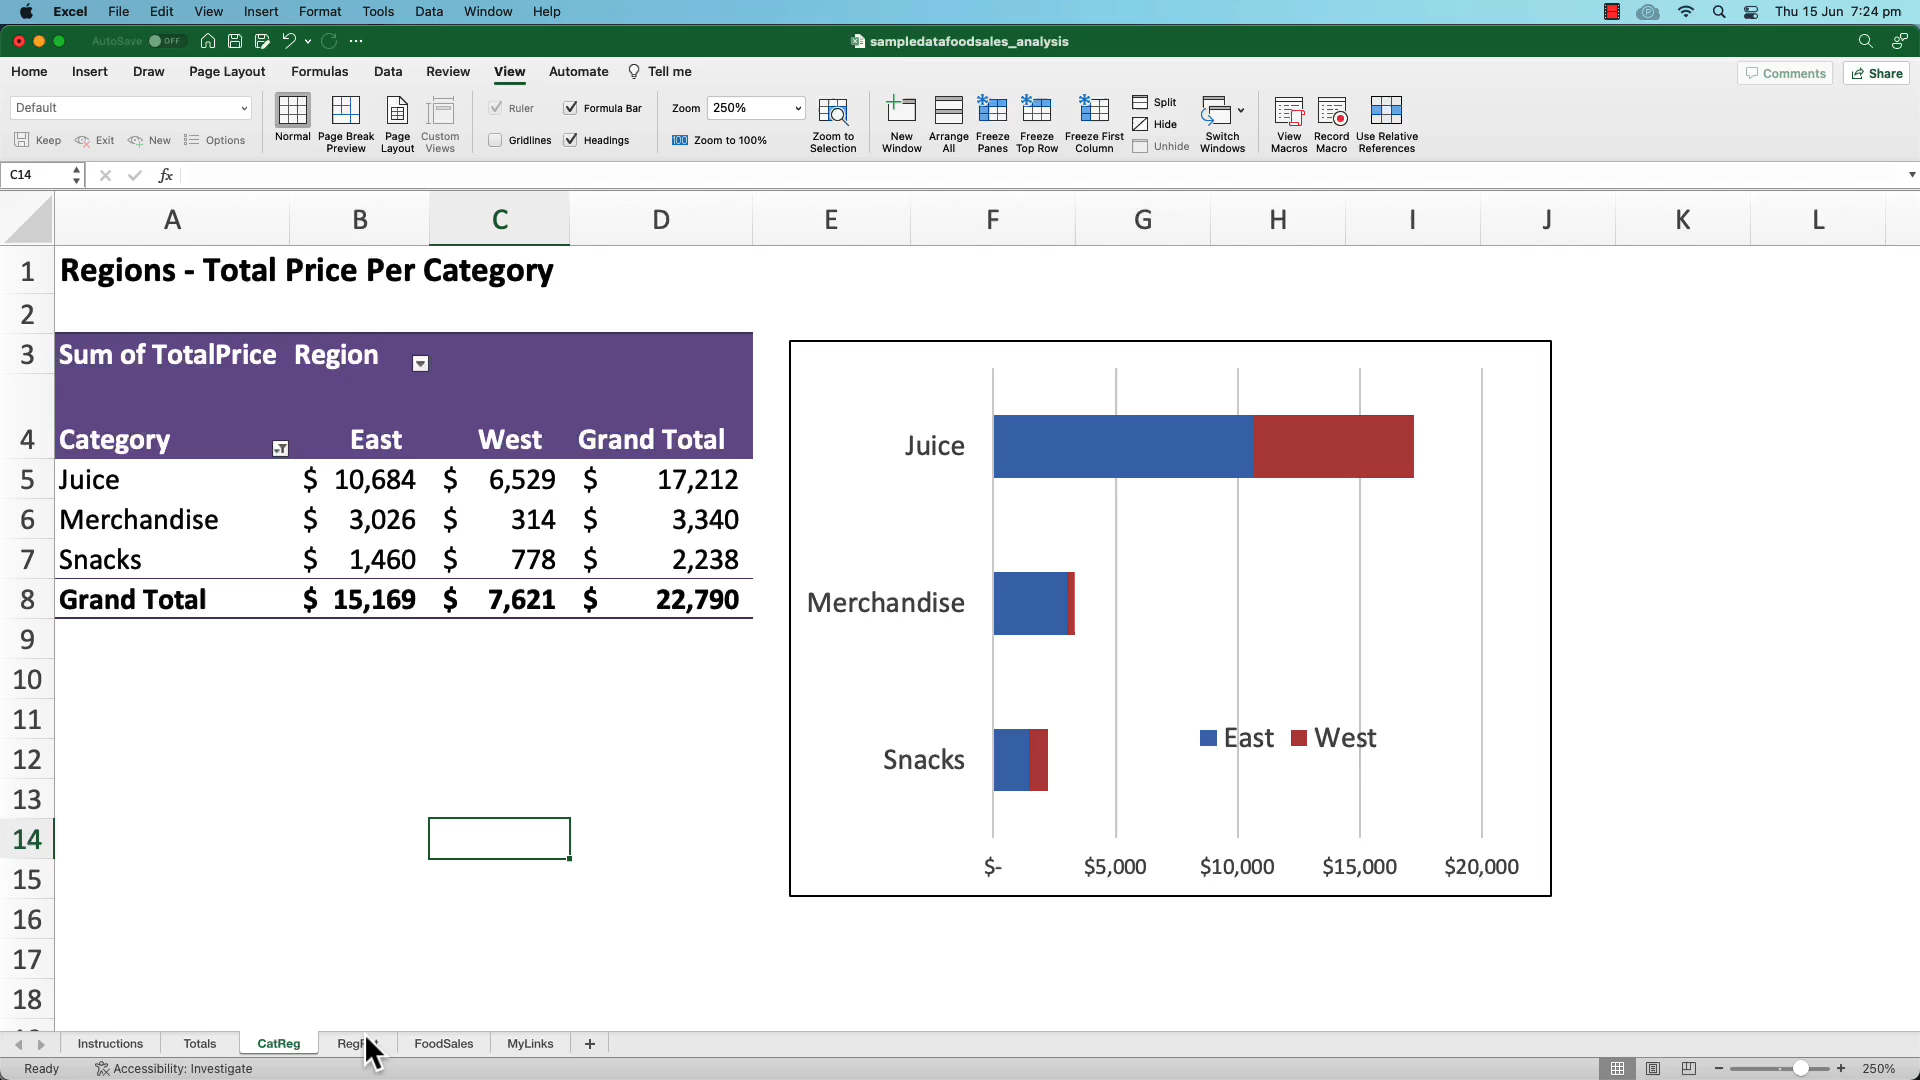 Excel File Edit View Insert Format Tools Data Window Help Thu 15 Jun 7:24 pm
AutoSave OFF sampledatafoodsales_analysis
Home Insert Draw Page Layout Formulas Data Review View Automate Tell me Comments Share
Default
Keep Exit New Options
Normal
Page Break
Preview
Page
Layout
Custom
Views
Ruler
Formula Bar
Gridlines
Headings
Zoom 250%
100 Zoom to 100%
Zoom to
Selection
New
Window
Arrange
All
Freeze
Panes
Freeze
Top Row
Freeze First
Column
Split
Hide
Unhide
Switch
Windows
View
Macros
Record
Macro
Use Relative
References
C14 fx
A B C D E F G H I J K L
1 Regions - Total Price Per Category
2
3 Sum of TotalPrice Region
4 Category East West Grand Total
5 Juice $ 10,684 $ 6,529 $ 17,212
6 Merchandise $ 3,026 $ 314 $ 3,340
7 Snacks $ 1,460 $ 778 $ 2,238
8 Grand Total $ 15,169 $ 7,621 $ 22,790
9
10
11
12
13
14
15
16
17
18
Juice
Merchandise
Snacks
East West
$- $5,000 $10,000 $15,000 $20,000
Instructions Totals CatReg FoodSales MyLinks +
Ready Accessibility: Investigate 250%